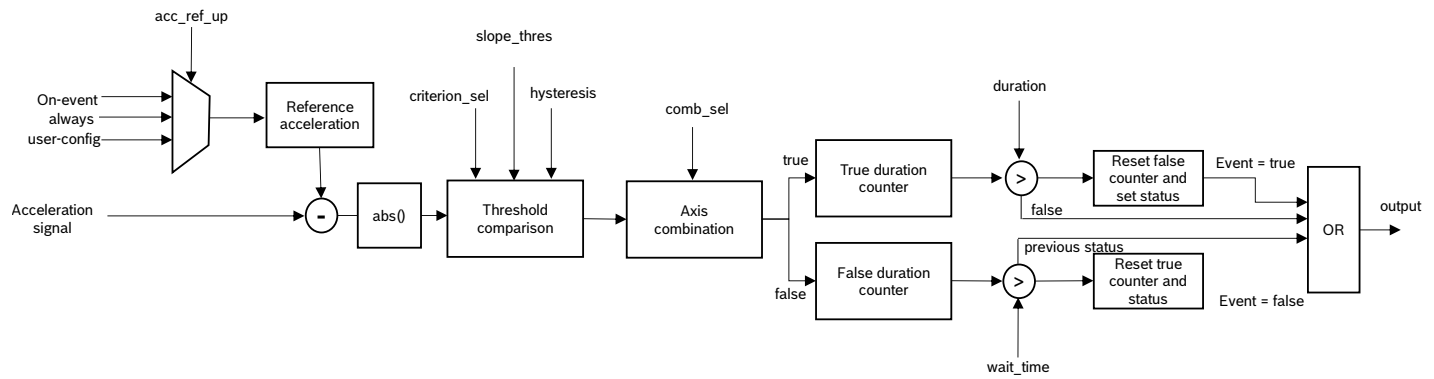 acc_ref_up
On-event
always
user-config
Reference
acceleration
Acceleration
signal
-
abs()
criterion_sel
slope_thres
hysteresis
Threshold
comparison
comb_sel
Axis
combination
true
false
True duration
counter
False duration
counter
duration
>
false
Reset false
counter and
set status
Event = true
previous status
>
wait_time
Reset true
counter and
status
Event = false
OR
output